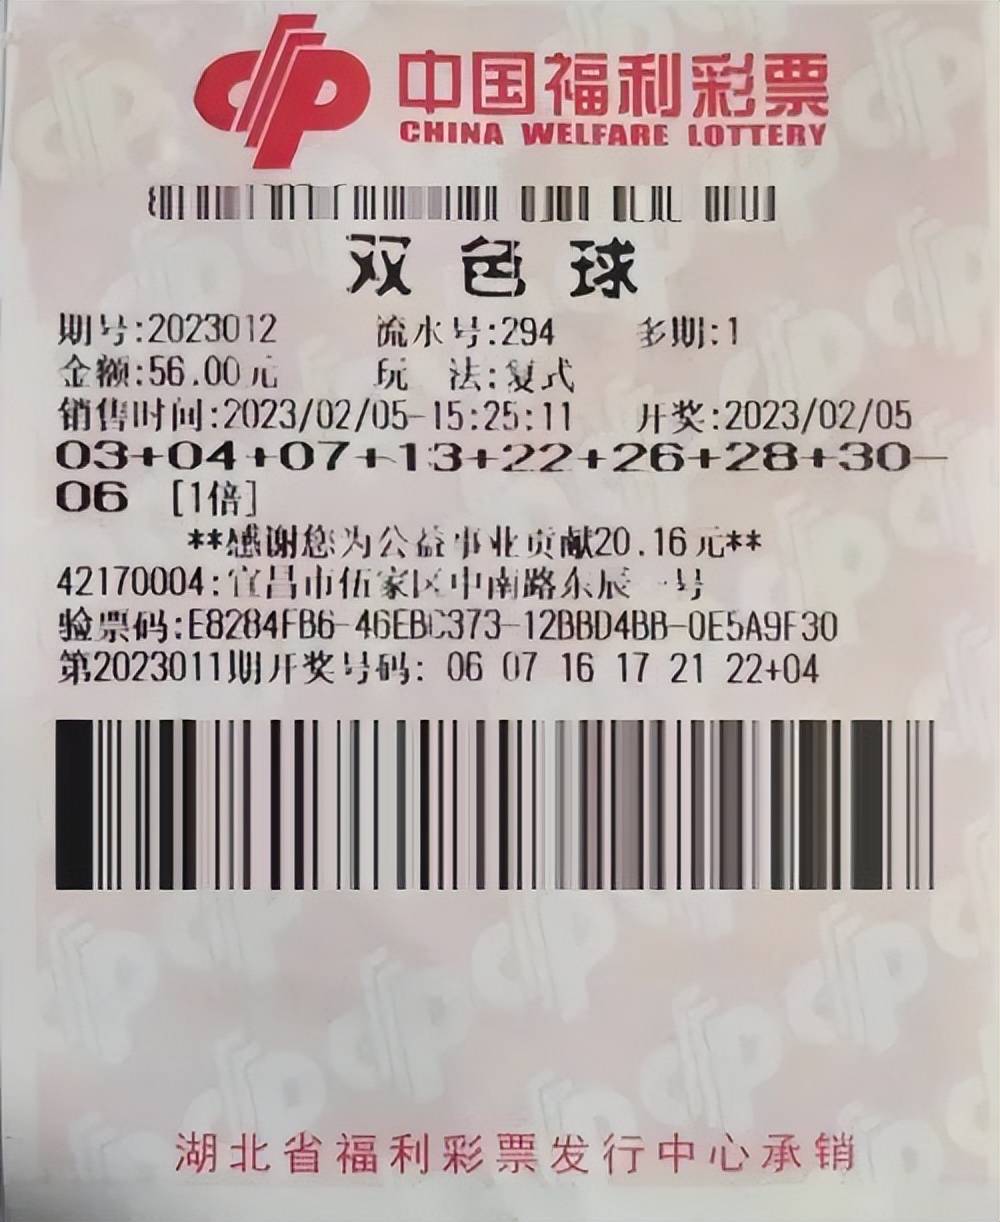 中国福利彩票
CHINA WELFARE LOTTERY
双色球
期号:2023012 流水号:294 多期:1
金额:56.00元 玩 法:复式
销售时间:2023/02/05-15:25:11 开奖:2023/02/05
03+04+07+13+22+26+28+30-
06 [1倍]
**感谢您为公益事业贡献20.16元**
42170004:宜昌市伍家区中南路东辰一号
验票码:E8284FB6-46EBC373-12BBD4BB-0E5A9F30
第2023011期开奖号码: 06 07 16 17 21 22+04
湖北省福利彩票发行中心承销